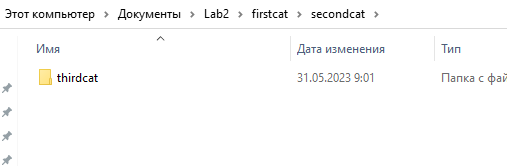 Этот компьютер > Документы > Lab2 > firstcat > secondcat >
Имя Дата изменения Тип
thirdcat 31.05.2023 9:01 Папка с фай